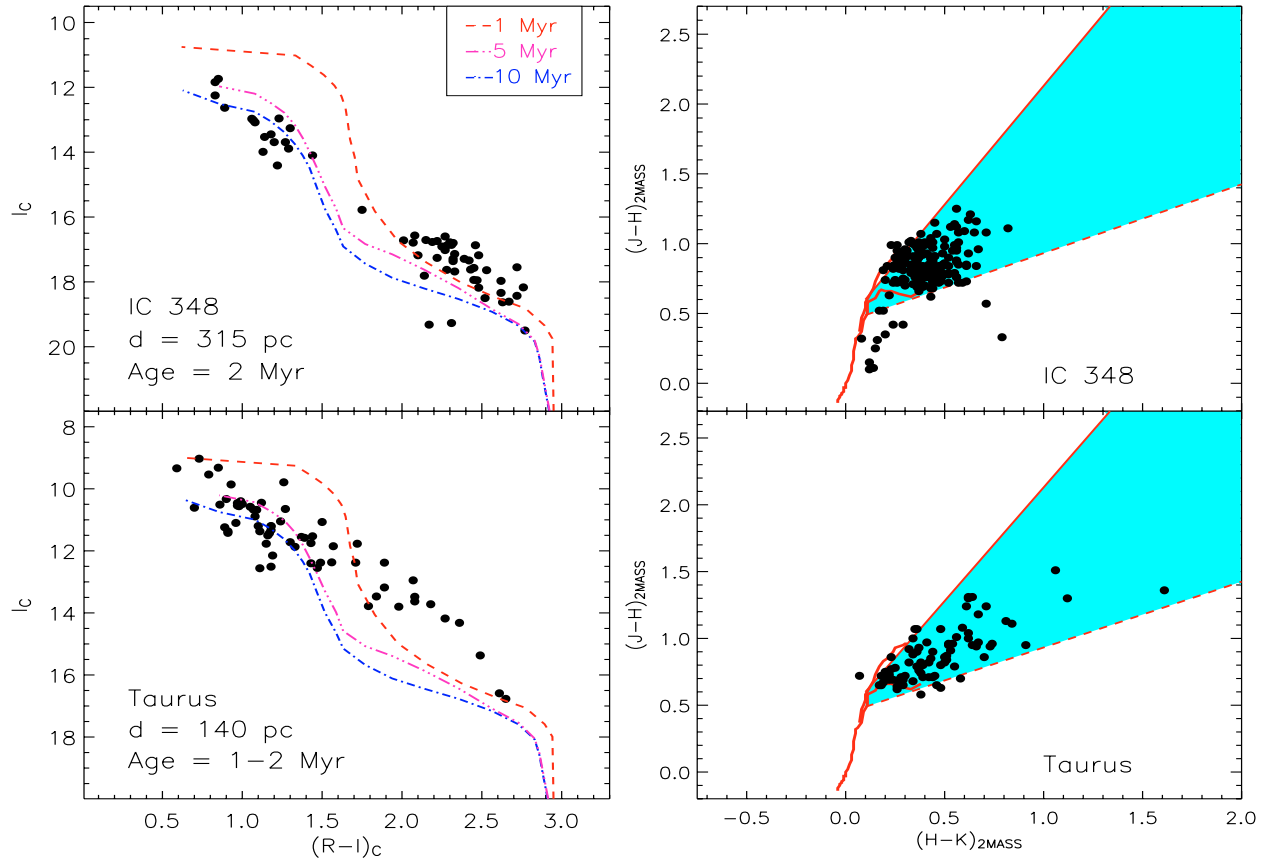 1 Myr
5 Myr
10 Myr
10
12
14
16
18
20
I_C
IC 348
d = 315 pc
Age = 2 Myr
2.5
2.0
1.5
1.0
0.5
0.0
(J−H)_2MASS
IC 348
8
10
12
14
16
18
I_C
Taurus
d = 140 pc
Age = 1−2 Myr
0.5
1.0
1.5
2.0
2.5
3.0
(R−I)_C
2.5
2.0
1.5
1.0
0.5
0.0
(J−H)_2MASS
Taurus
−0.5
0.0
0.5
1.0
1.5
2.0
(H−K)_2MASS